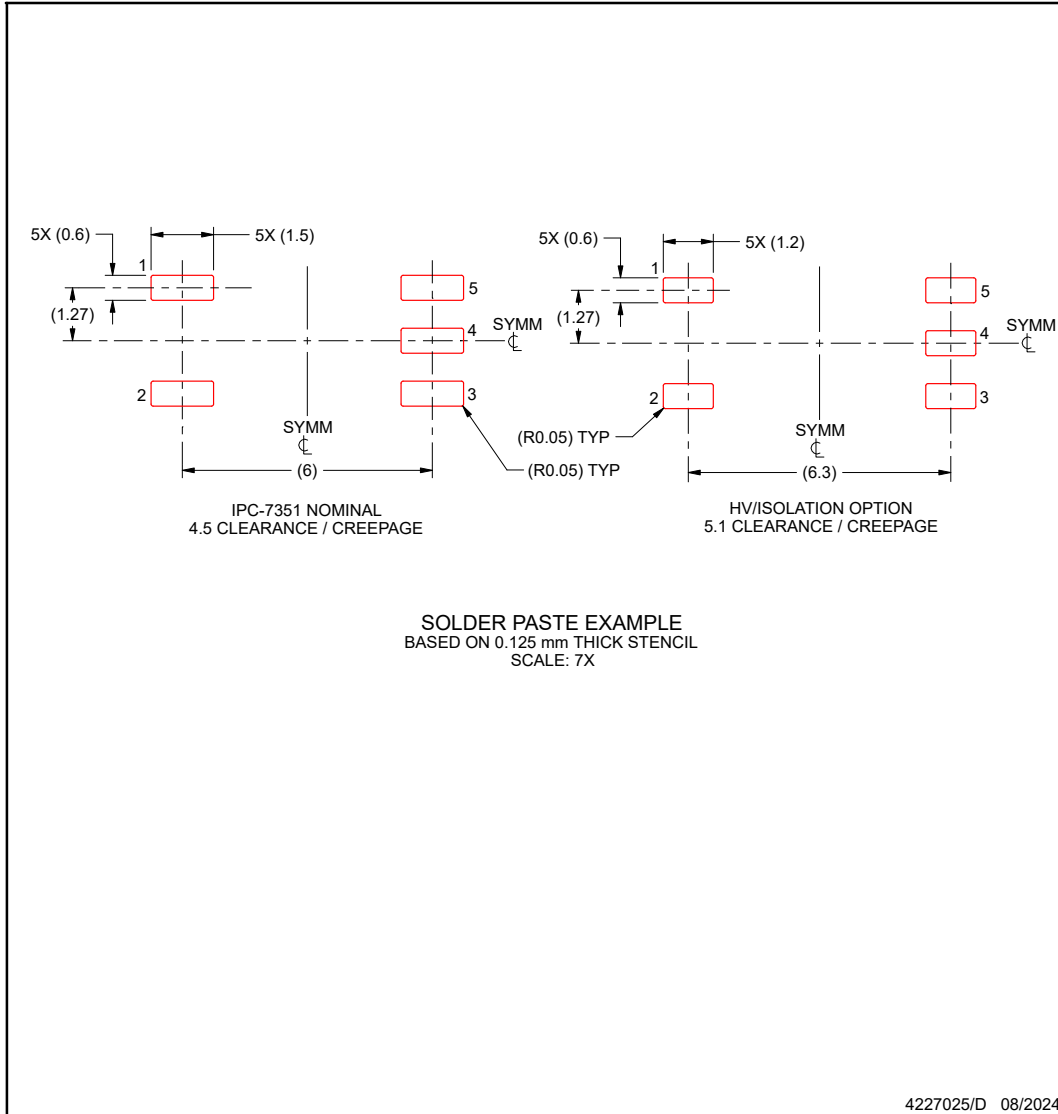 5X (0.6)
5X (1.5)
1
(1.27)
5
4
SYMM
℄
2
3
SYMM
℄
(R0.05) TYP
(6)
IPC-7351 NOMINAL
4.5 CLEARANCE / CREEPAGE
5X (0.6)
5X (1.2)
1
(1.27)
5
4
SYMM
℄
2
3
(R0.05) TYP
SYMM
℄
(6.3)
HV/ISOLATION OPTION
5.1 CLEARANCE / CREEPAGE
SOLDER PASTE EXAMPLE
BASED ON 0.125 mm THICK STENCIL
SCALE: 7X
4227025/D 08/2024